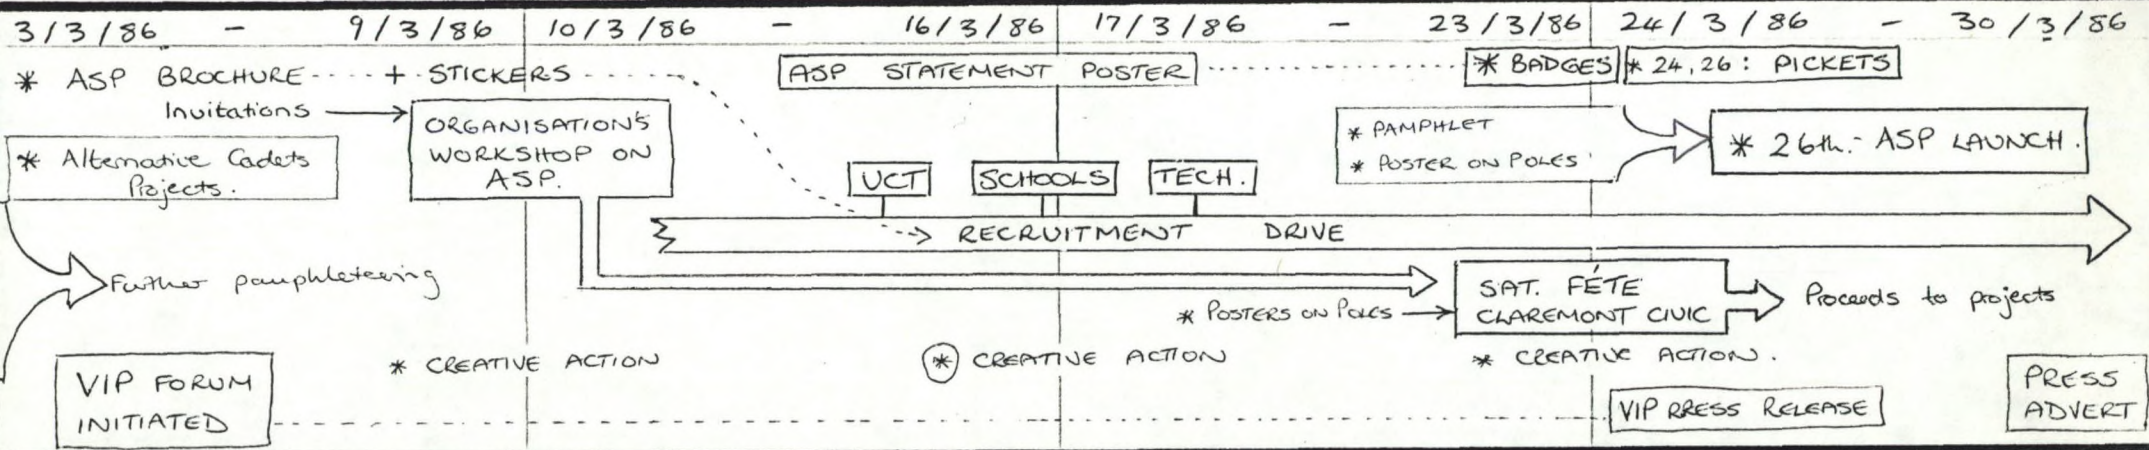 3/3/86 - 9/3/86 10/3/86 - 16/3/86 17/3/86 - 23/3/86 24/3/86 - 30/3/86
* ASP BROCHURE + STICKERS
ASP STATEMENT POSTER
* BADGES
* 24, 26: PICKETS
Invitations
ORGANISATION'S
WORKSHOP ON
ASP.
* PAMPHLET
* POSTER ON POLES
* 26th.- ASP LAUNCH.
* Alternative Cadets
Projects.
UCT
SCHOOLS
TECH.
RECRUITMENT DRIVE
Further pamphleteering
SAT. FÉTE
CLAREMONT CIVIC
Proceeds to projects
* POSTERS ON POLES
* CREATIVE ACTION
* CREATIVE ACTION
* CREATIVE ACTION.
VIP FORUM
INITIATED
VIP PRESS RELEASE
PRESS
ADVERT